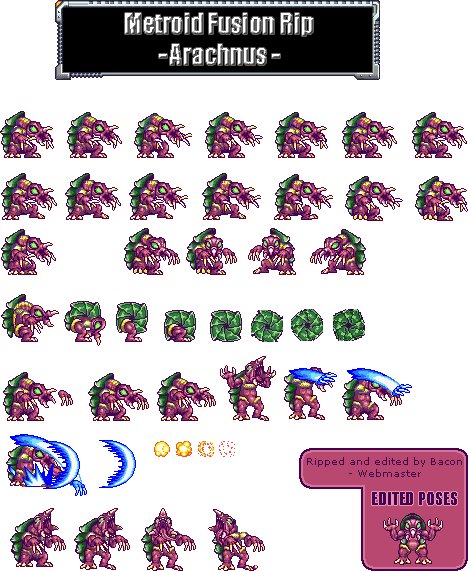 Metroid Fusion Rip
-Arachnus -
Ripped and edited by Bacon
- Webmaster
EDITED POSES